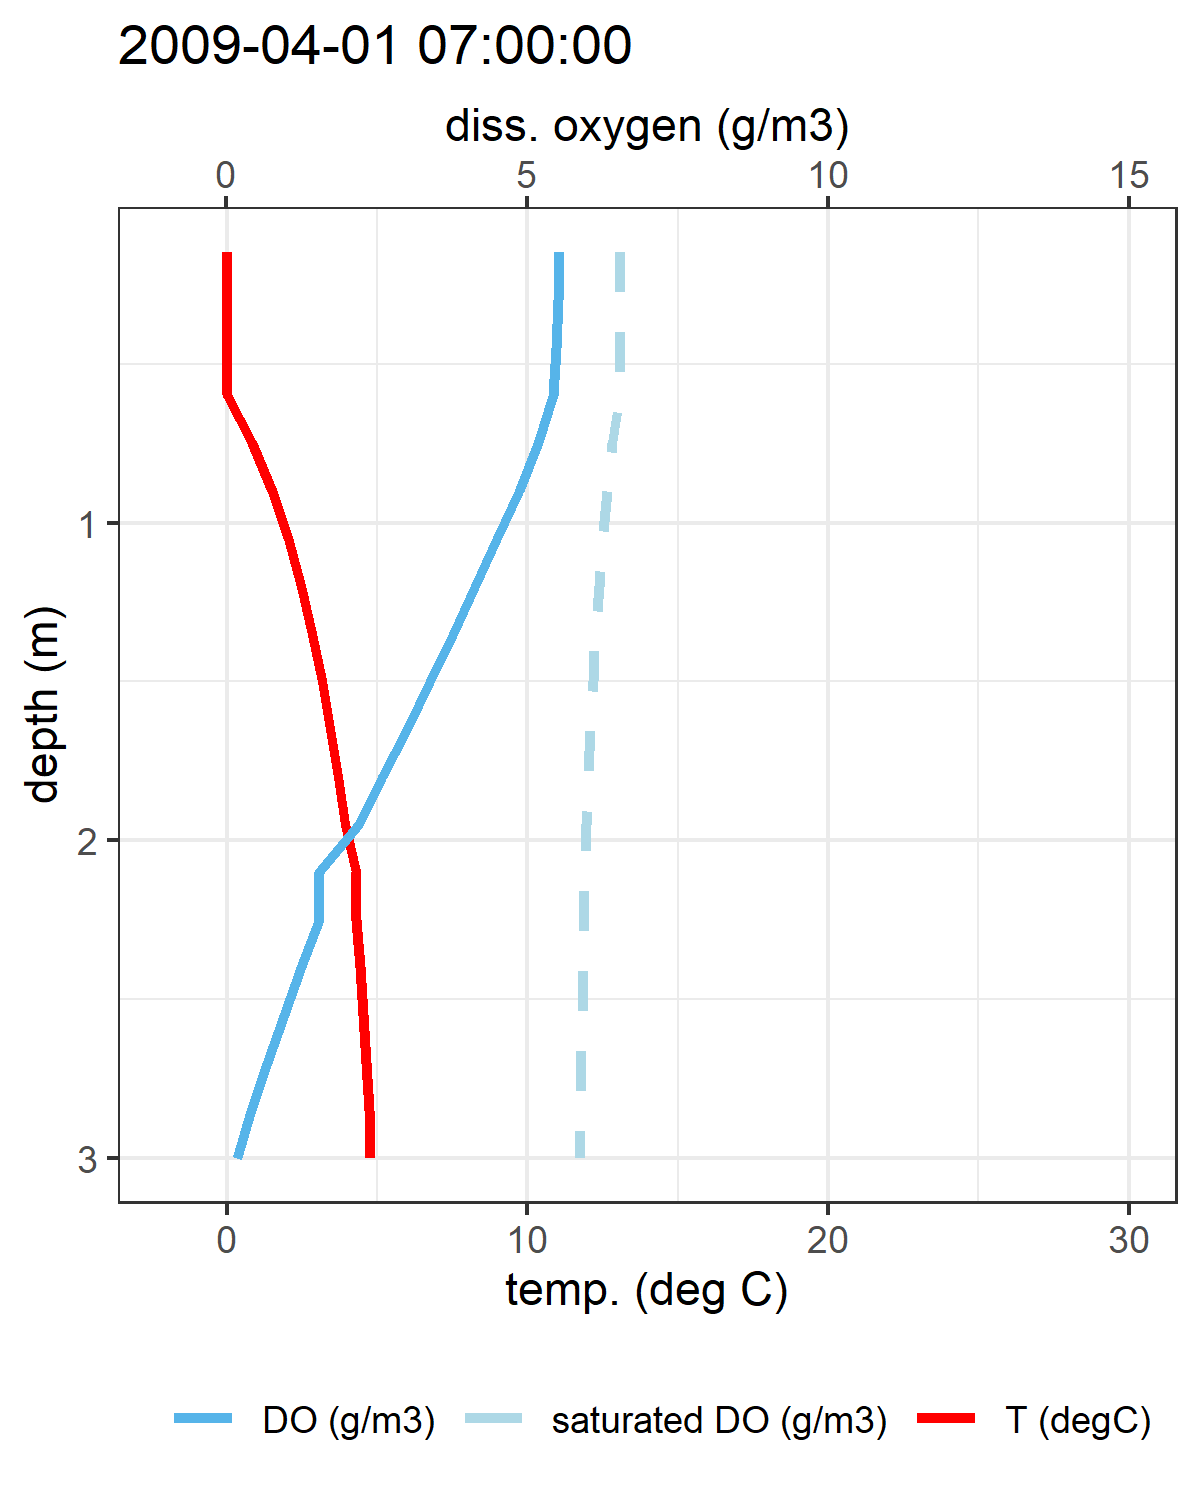 2009-04-01 07:00:00
diss. oxygen (g/m3)
0 5 10 15
depth (m)
1
2
3
0 10 20 30
temp. (deg C)
DO (g/m3) saturated DO (g/m3) T (degC)